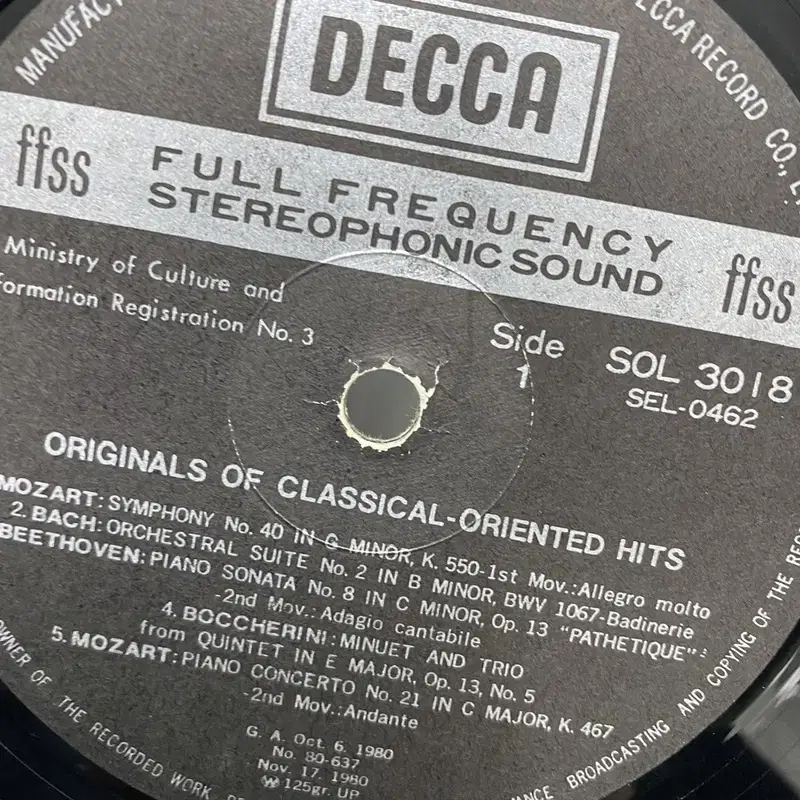 DECCA
ffss
FULL FREQUENCY
STEREOPHONIC SOUND
ffss
Ministry of Culture and
Registration No. 3
Side
1
SOL 3018
SEL-0462
ORIGINALS OF CLASSICAL-ORIENTED HITS
MOZART: SYMPHONY No. 40 IN G MINOR, K. 550-1st Mov.: Allegro molto
2. BACH: ORCHESTRAL SUITE No. 2 IN B MINOR, BWV 1067-Badinerie
BEETHOVEN: PIANO SONATA No. 8 IN C MINOR, Op. 13 "PATHETIQUE":
-2nd Mov.: Adagio cantabile
4. BOCCHERINI: MINUET AND TRIO
from QUINTET IN E MAJOR, Op. 13, No. 5
5. MOZART: PIANO CONCERTO No. 21 IN C MAJOR, K. 467
-2nd Mov.: Andante
G. A. Oct. 6. 1980
No. 80-637
Nov. 17. 1980
125gr. UP
DECCA RECORD CO.,
OWNER OF THE RECORDED WORK
BROADCASTING AND COPYING OF THE